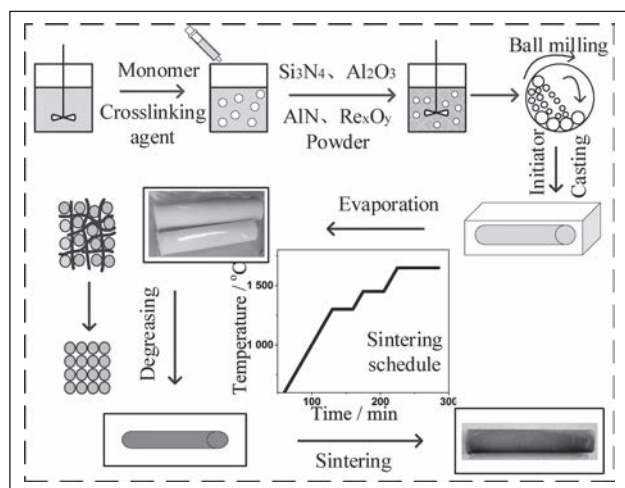 Ball milling
Monomer
Crosslinking
agent
Si₃N₄、Al₂O₃
AlN、RexOy
Powder
Initiator
Casting
Evaporation
Degreasing
Temperature / °C
1 500
1 000
Sintering
schedule
100
200
300
Time / min
Sintering